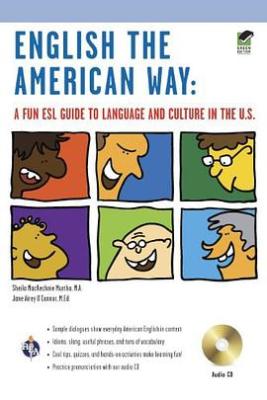 ENGLISH THE
AMERICAN WAY:
A FUN ESL GUIDE TO LANGUAGE AND CULTURE IN THE U.S.
Sheila MacKechnie Murtha, M.A.
Jane Airey O'Connor, M.Ed.
Sample dialogues show everyday American English in context
Idioms, slang, useful phrases, and tons of vocabulary
Cool tips, quizzes, and hands-on activities make learning fun!
Practice pronunciation with our audio CD
Audio CD